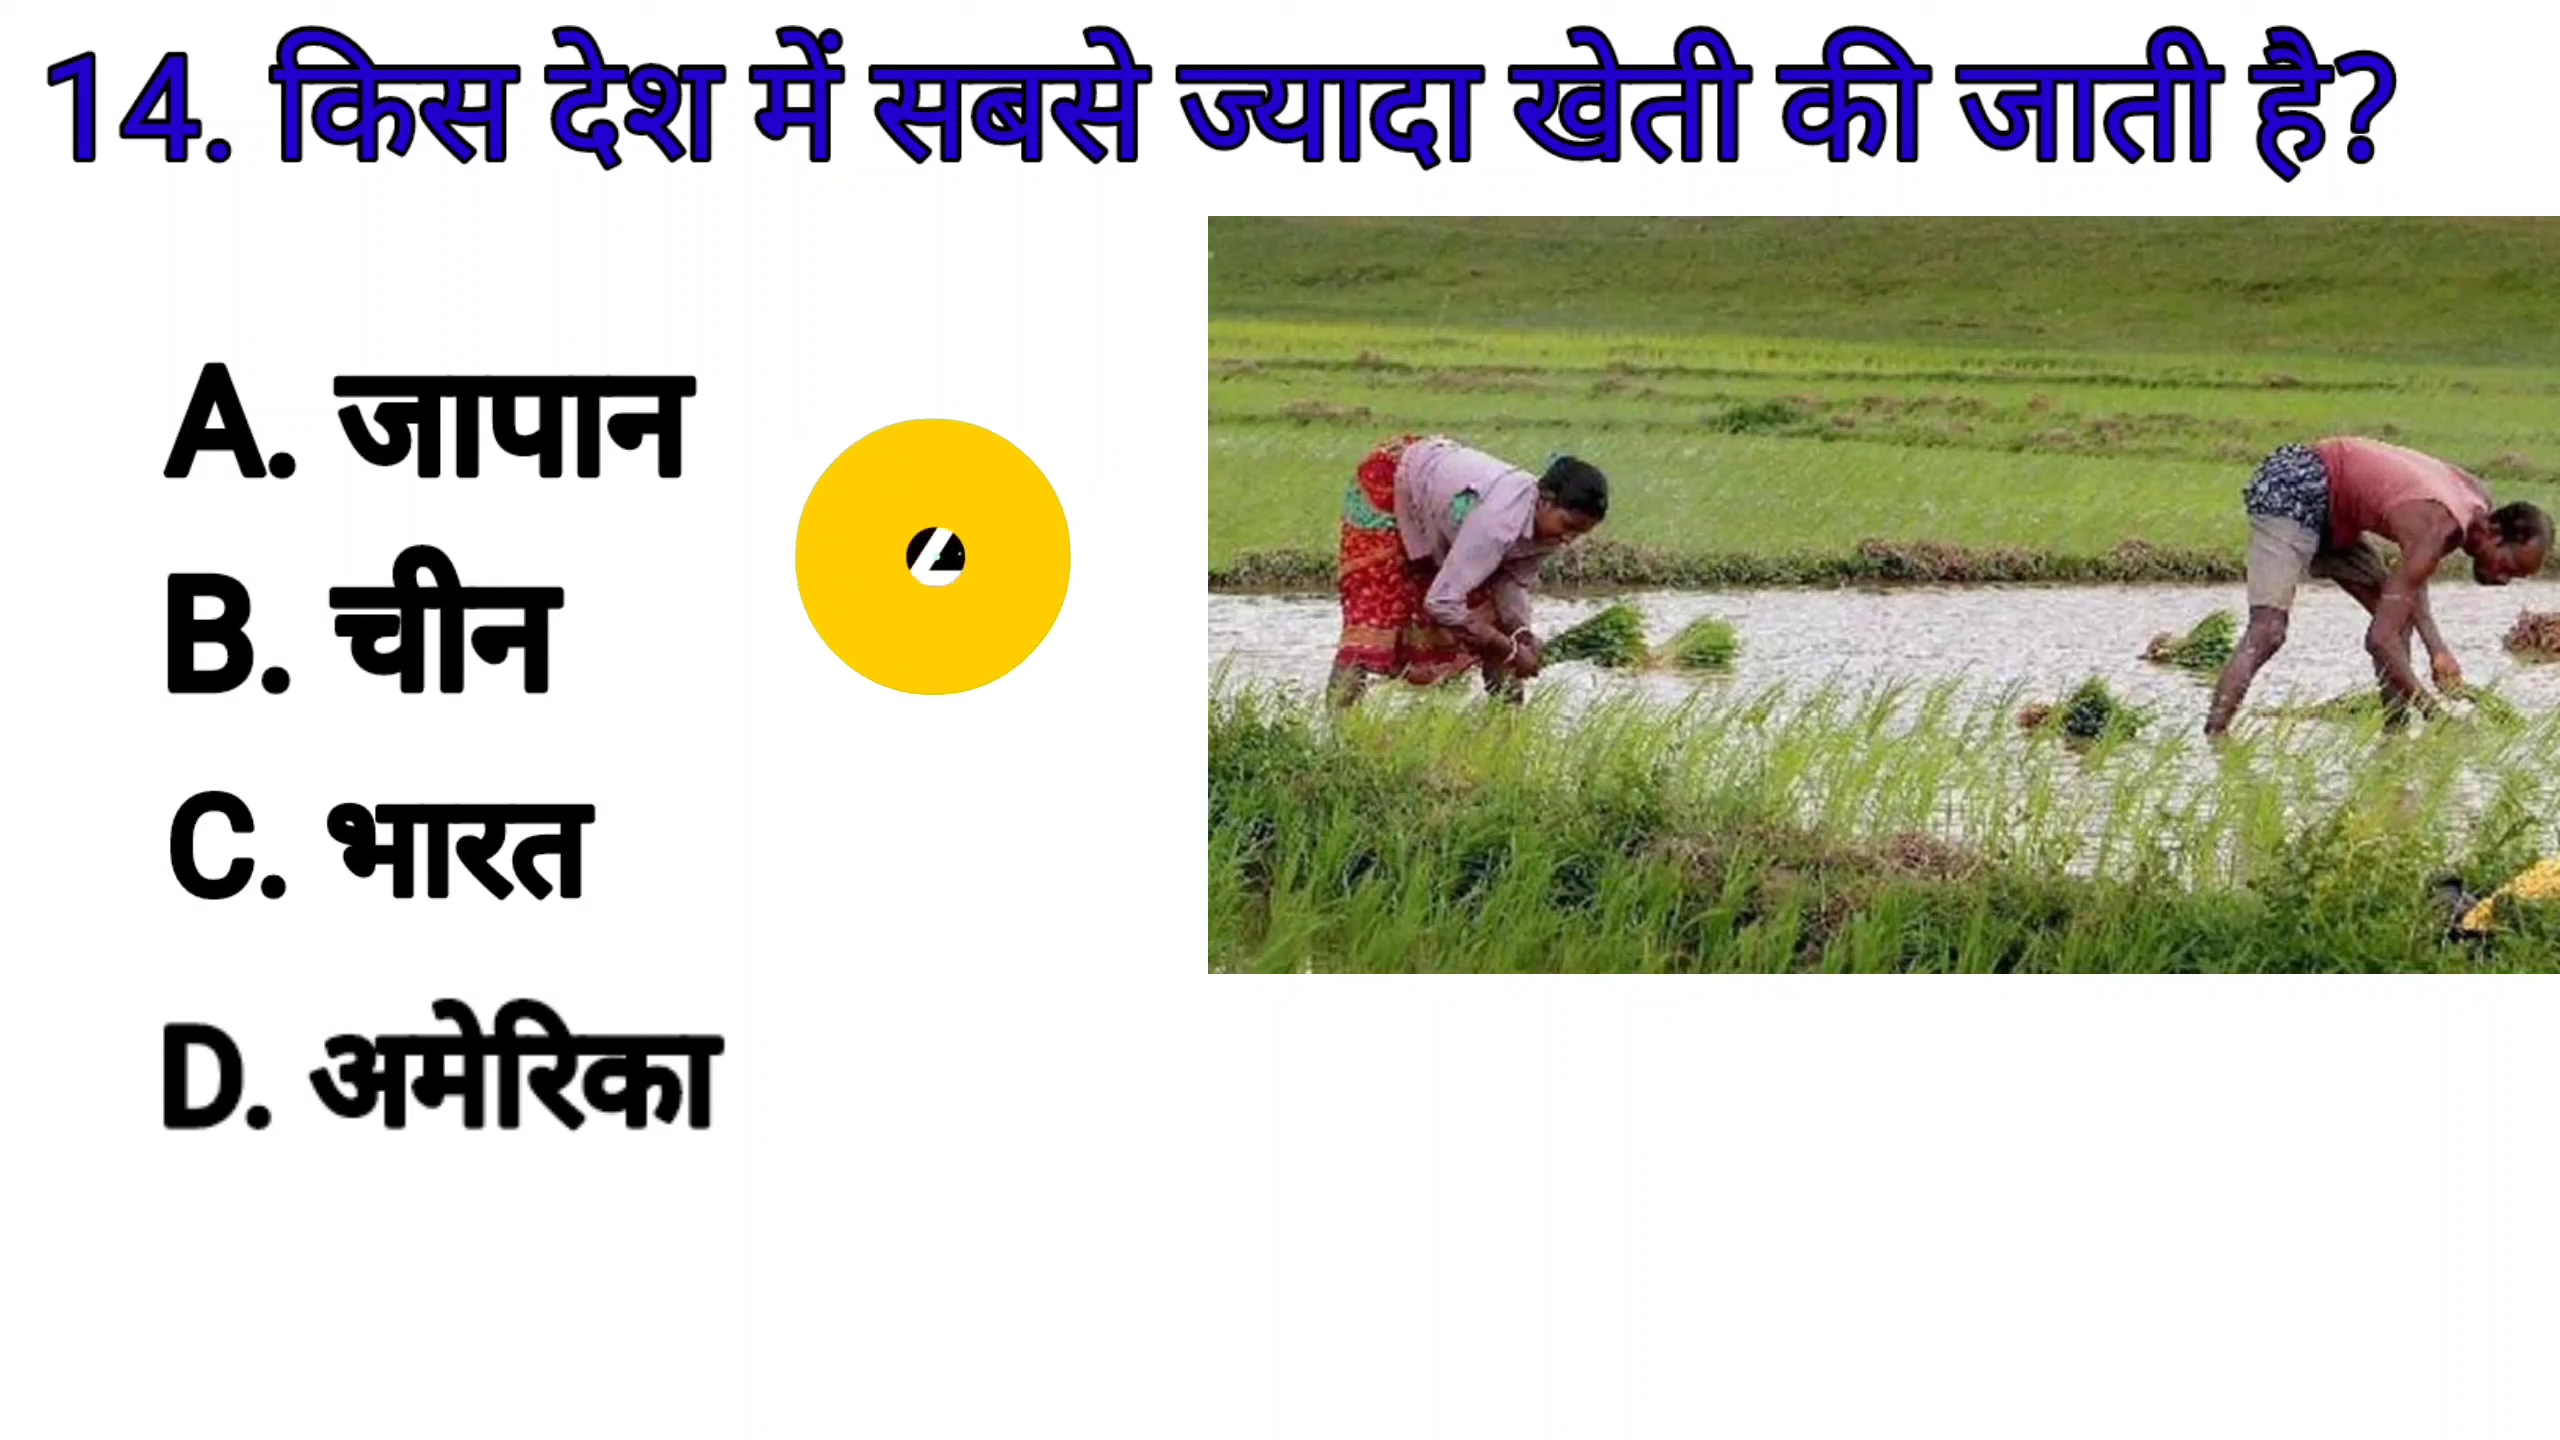 14. किस देश में सबसे ज्यादा खेती की जाती है?
A. जापान
B. चीन
C. भारत
D. अमेरिका